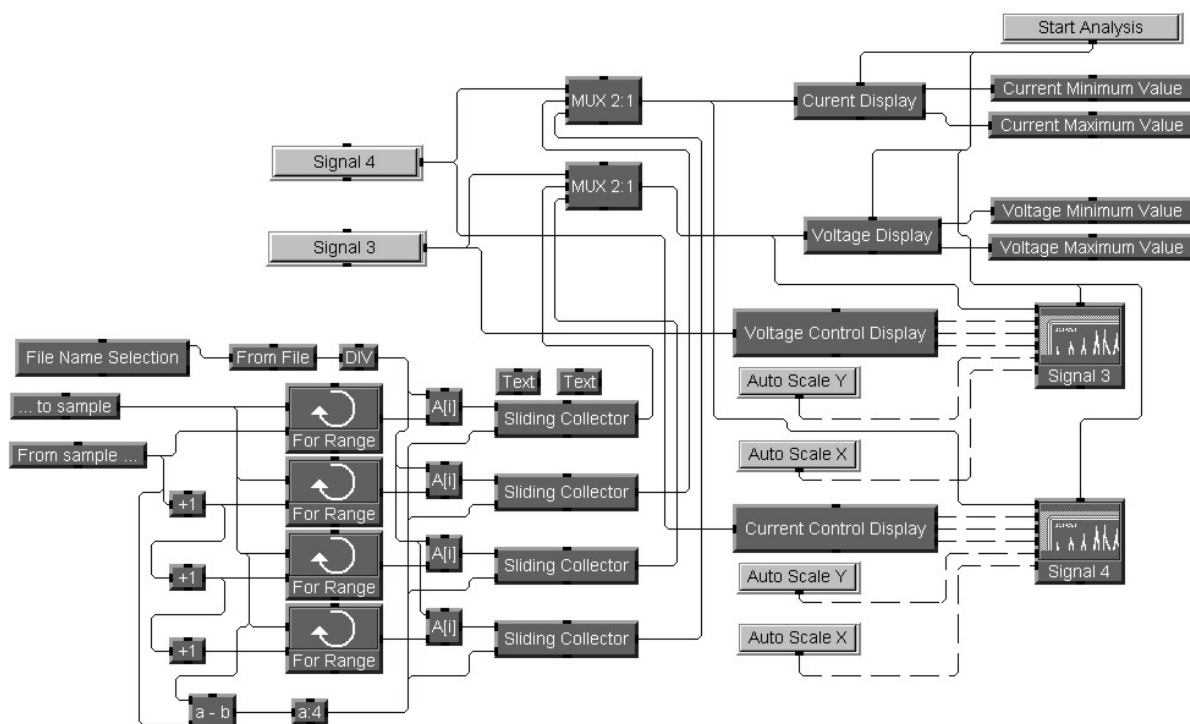 Start Analysis
MUX 2:1
Curent Display
Current Minimum Value
Current Maximum Value
Signal 4
MUX 2:1
Signal 3
Voltage Display
Voltage Minimum Value
Voltage Maximum Value
Voltage Control Display
Signal 3
File Name Selection
From File
DIV
Auto Scale Y
Text
Text
... to sample
For Range
A[i]
Sliding Collector
From sample ...
Auto Scale X
For Range
A[i]
Sliding Collector
+1
Current Control Display
Signal 4
For Range
A[i]
Sliding Collector
+1
Auto Scale Y
For Range
A[i]
Sliding Collector
+1
Auto Scale X
a - b
a:4